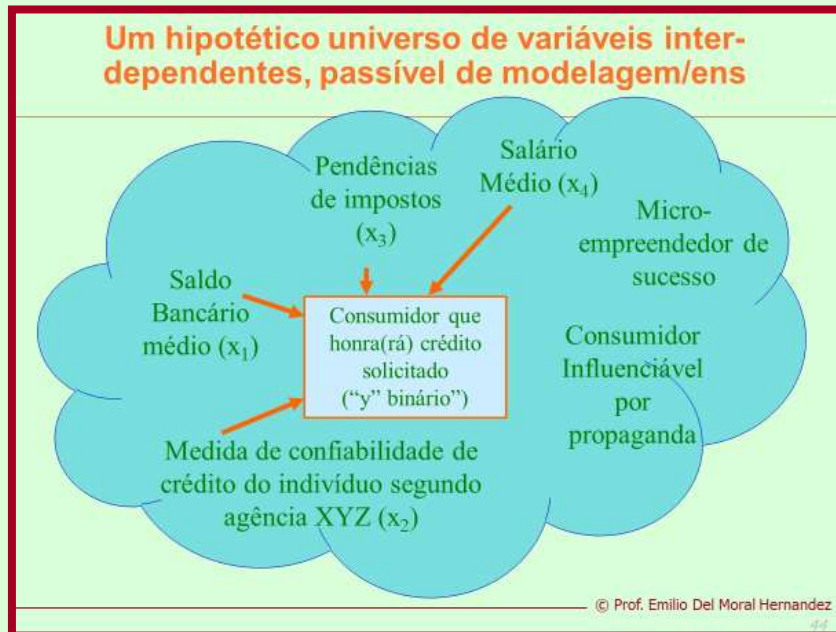 Um hipotético universo de variáveis inter-
dependentes, passível de modelagem/ens
Pendências
de impostos
(x₃)
Salário
Médio (x₄)
Micro-
empreendedor de
sucesso
Saldo
Bancário
médio (x₁)
Consumidor que
honra(rá) crédito
solicitado
(“y” binário”)
Consumidor
Influenciável
por
propaganda
Medida de confiabilidade de
crédito do indivíduo segundo
agência XYZ (x₂)
© Prof. Emilio Del Moral Hernandez
44